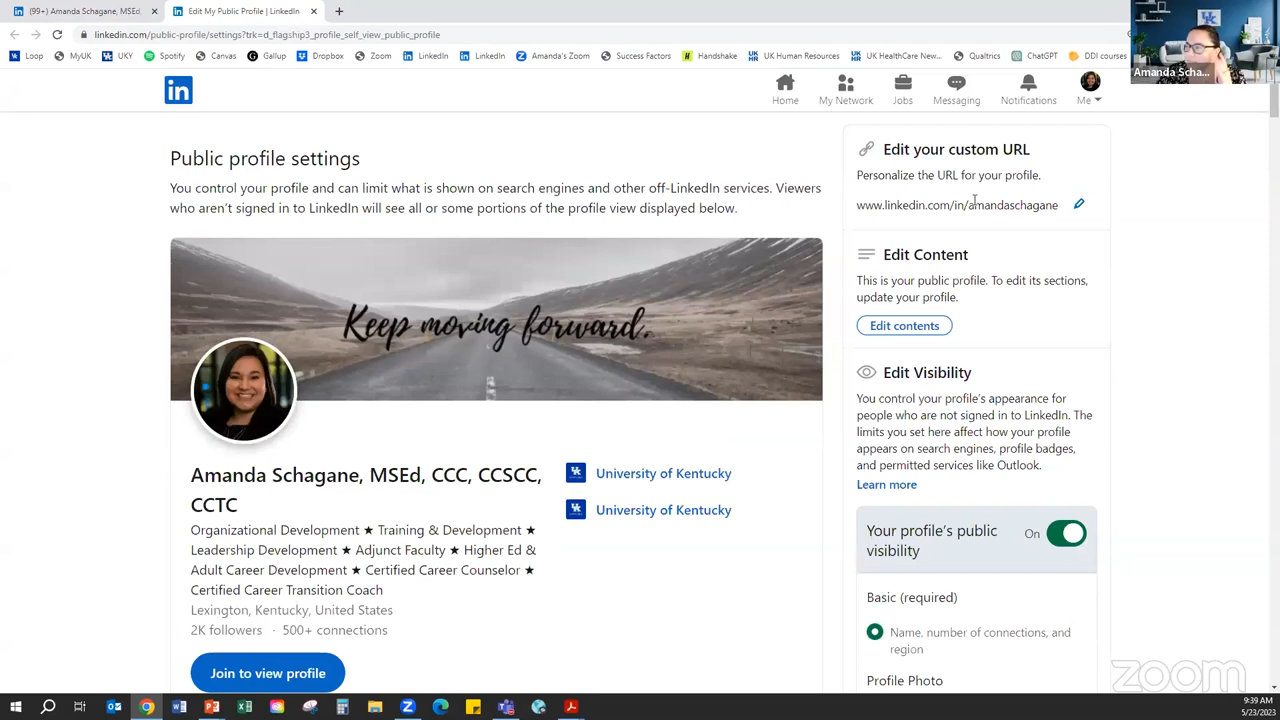 (99+) Amanda Schagane, MSEd,
Edit My Public Profile | LinkedIn
linkedin.com/public-profile/settings?trk=d_flagship3_profile_self_view_public_profile
Loop MyUK UKY Spotify Canvas Gallup Dropbox Zoom LinkedIn LinkedIn Amanda's Zoom Success Factors Handshake UK Human Resources UK HealthCare New... Qualtrics ChatGPT DDI courses
Amanda Scha...
in
Home My Network Jobs Messaging Notifications Me
Public profile settings
You control your profile and can limit what is shown on search engines and other off-LinkedIn services. Viewers
who aren't signed in to LinkedIn will see all or some portions of the profile view displayed below.
Keep moving forward.
Amanda Schagane, MSEd, CCC, CCSCC,
CCTC
Organizational Development ★ Training & Development ★
Leadership Development ★ Adjunct Faculty ★ Higher Ed &
Adult Career Development ★ Certified Career Counselor ★
Certified Career Transition Coach
Lexington, Kentucky, United States
2K followers · 500+ connections
Join to view profile
University of Kentucky
University of Kentucky
Edit your custom URL
Personalize the URL for your profile.
www.linkedin.com/in/amandaschagane
Edit Content
This is your public profile. To edit its sections,
update your profile.
Edit contents
Edit Visibility
You control your profile's appearance for
people who are not signed in to LinkedIn. The
limits you set here affect how your profile
appears on search engines, profile badges,
and permitted services like Outlook.
Learn more
Your profile's public
visibility
On
Basic (required)
Name, number of connections, and
region
Profile Photo
zoom
9:39 AM
5/23/2023